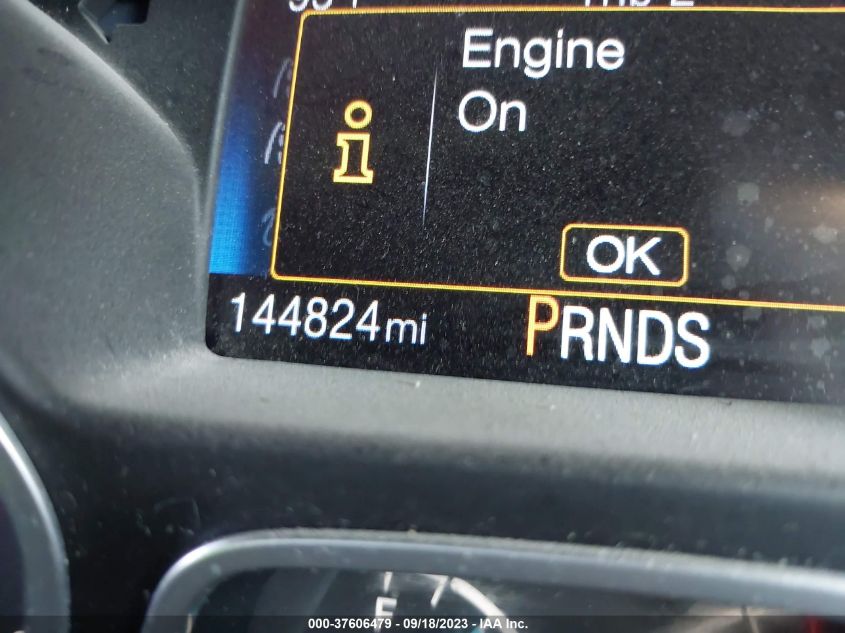 Engine
On
i
OK
144824mi
PRNDS
F
000-37606479 - 09/18/2023 - IAA Inc.